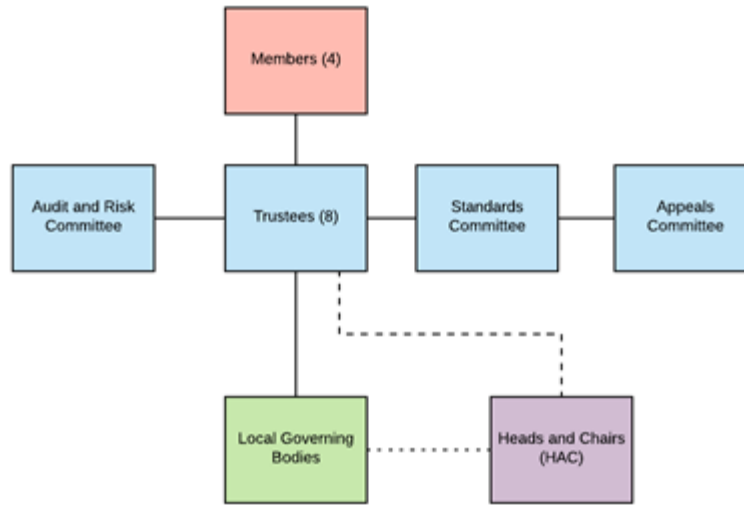 Members (4)
Audit and Risk
Committee
Trustees (8)
Standards
Committee
Appeals
Committee
Local Governing
Bodies
Heads and Chairs
(HAC)